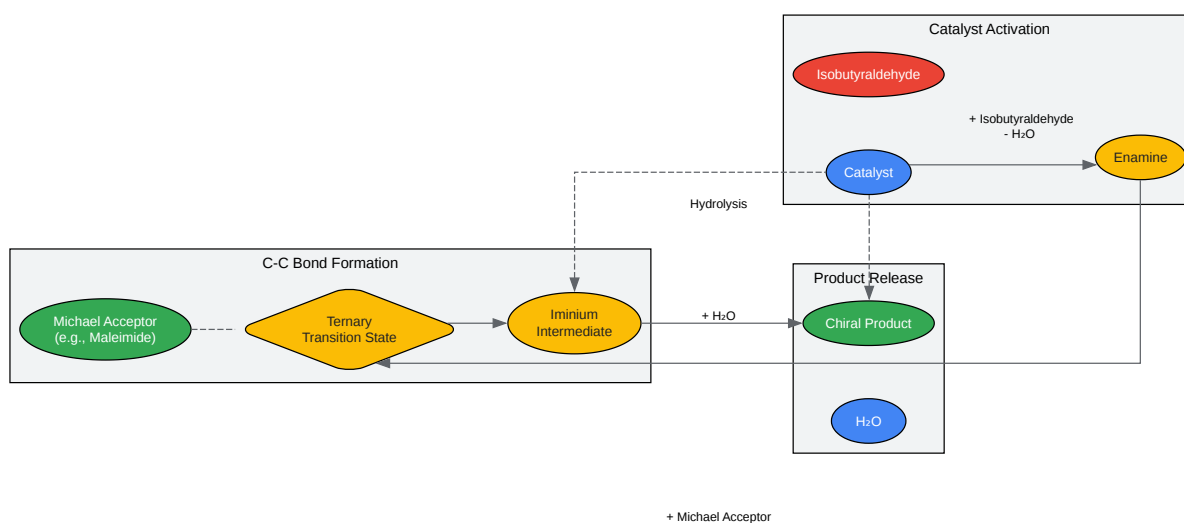 Catalyst Activation
Isobutyraldehyde
+ Isobutyraldehyde
- H₂O
Enamine
Catalyst
Hydrolysis
C-C Bond Formation
Product Release
Michael Acceptor
(e.g., Maleimide)
Ternary
Transition State
Iminium
Intermediate
+ H₂O
Chiral Product
H₂O
+ Michael Acceptor